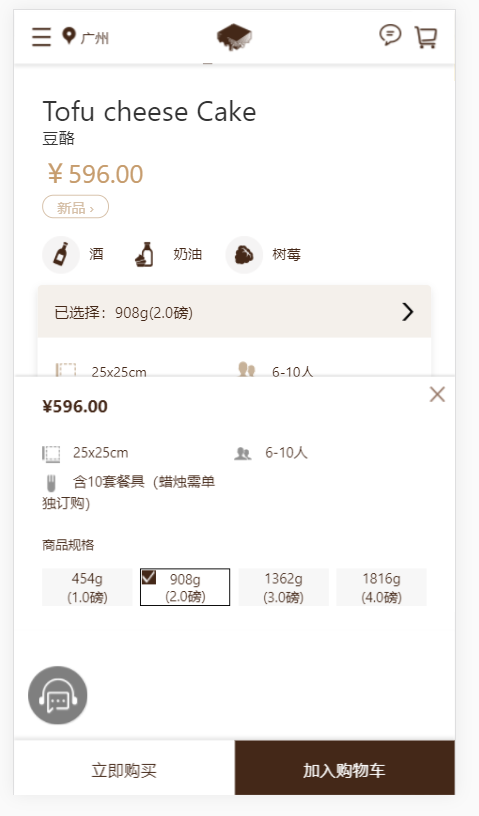 广州
Tofu cheese Cake
豆酪
￥596.00
新品 ›
酒 奶油 树莓
已选择：908g(2.0磅)
25x25cm 6-10人
¥596.00
25x25cm 6-10人
含10套餐具（蜡烛需单
独订购）
商品规格
454g 908g 1362g 1816g
(1.0磅) (2.0磅) (3.0磅) (4.0磅)
立即购买 加入购物车